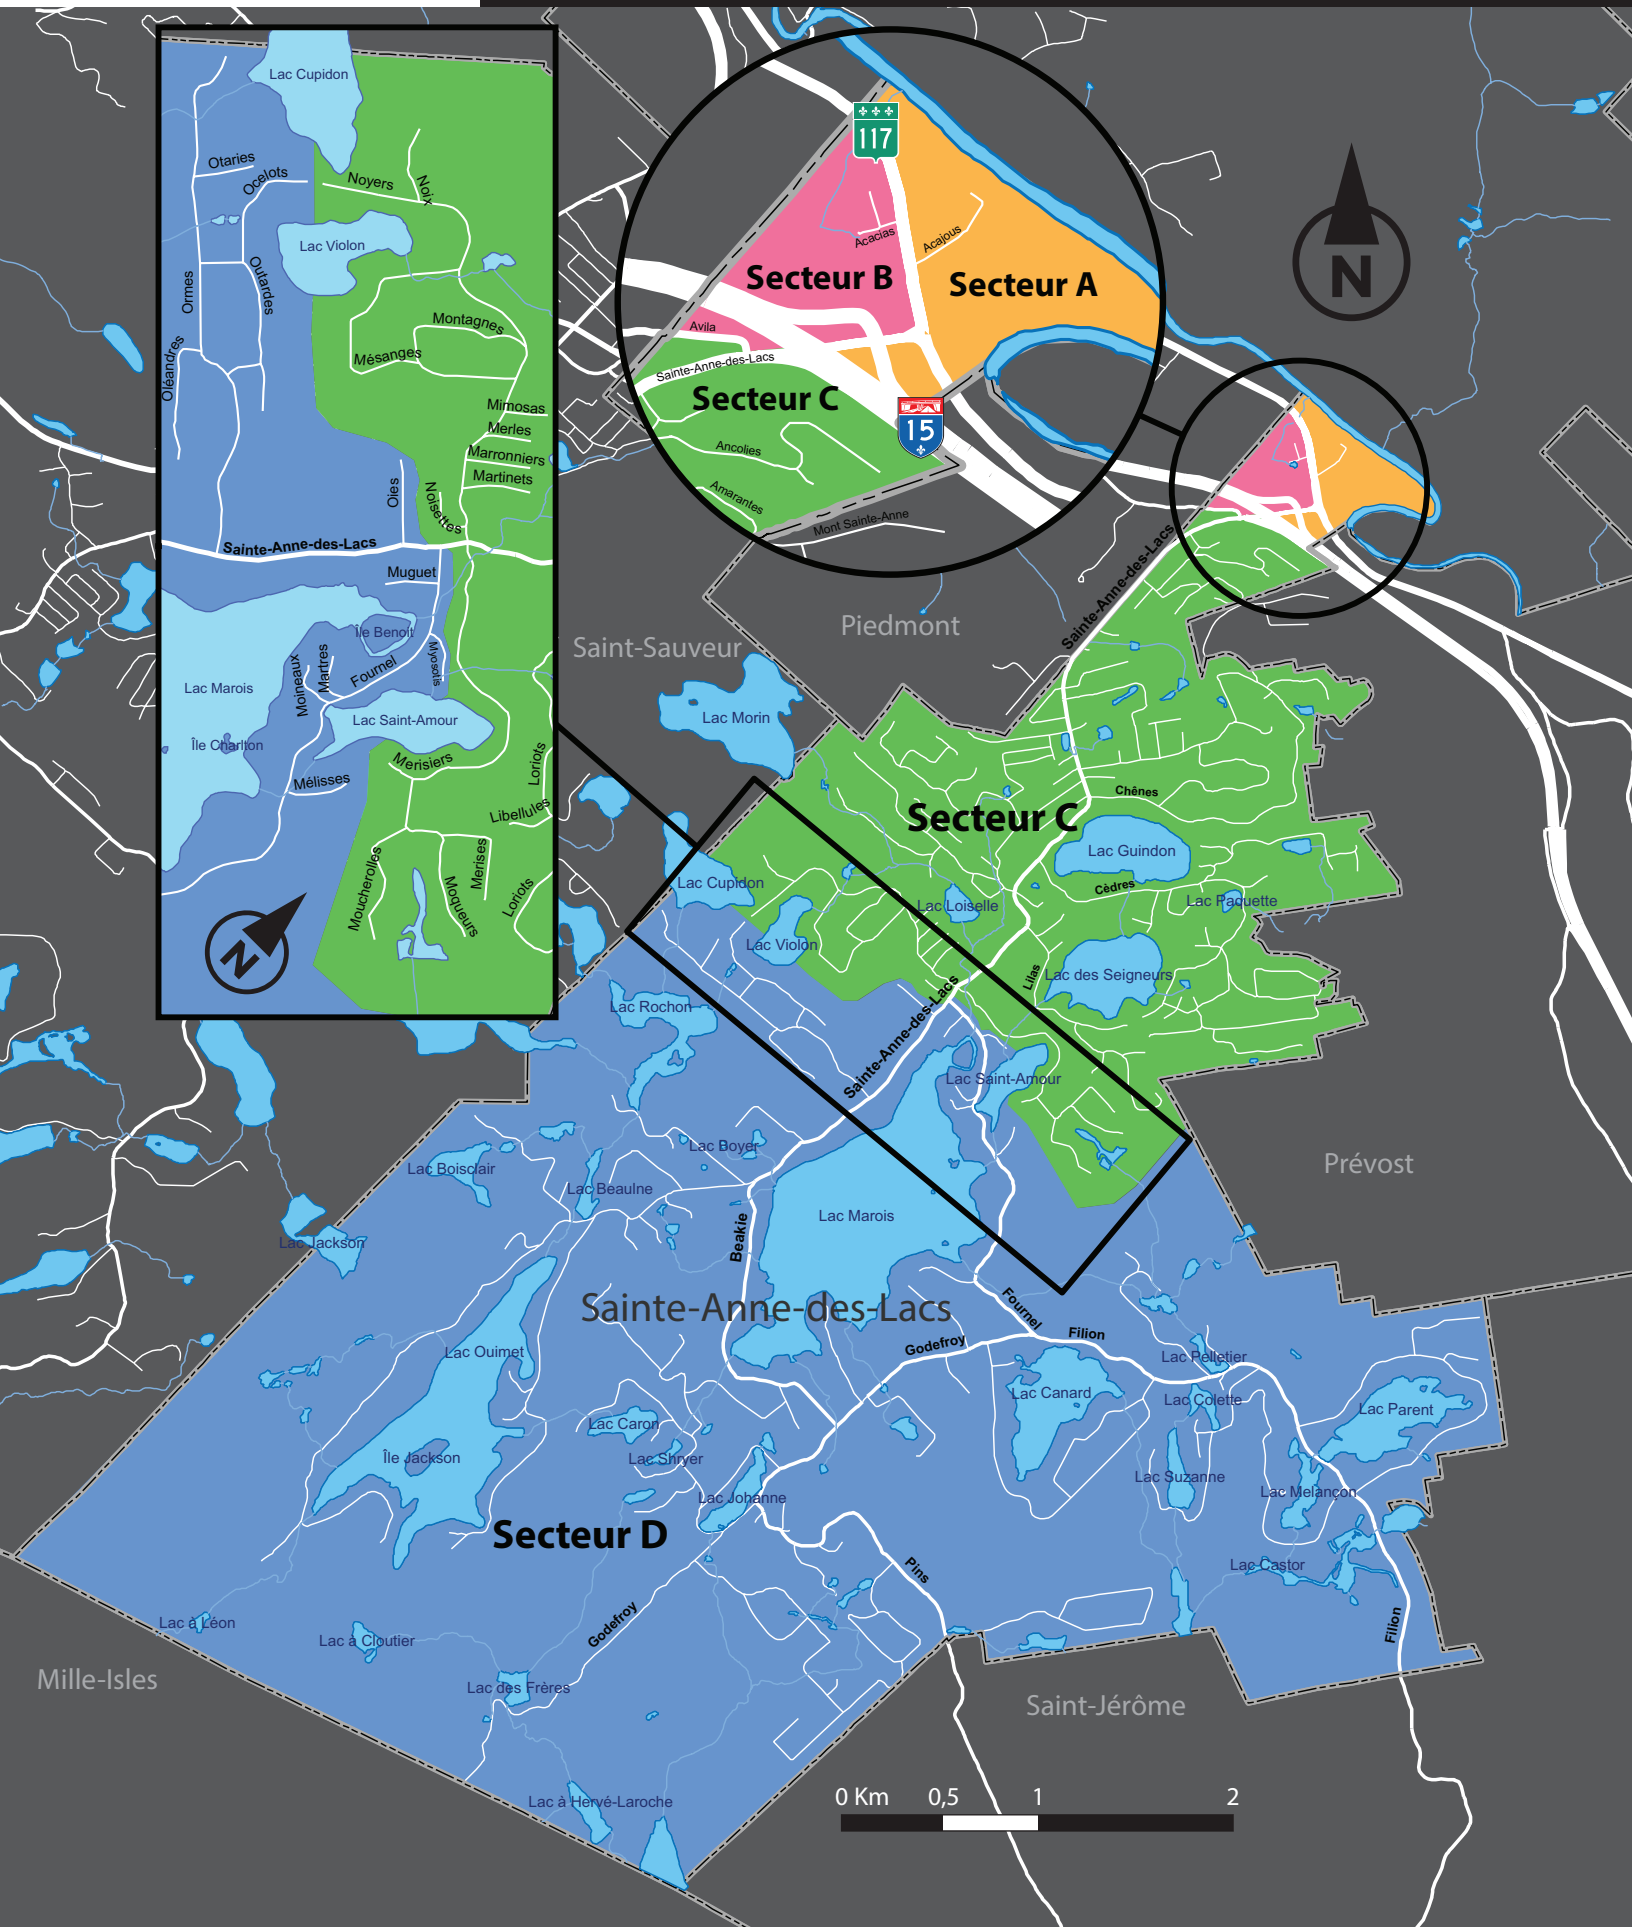 Lac Cupidon
Otaries
Ocelots
Noyers
Noix
Lac Violon
Ormes
Outardes
Montagnes
Mésanges
Oléandres
Mimosas
Merles
Marronniers
Martinets
Oies
Noisettes
Sainte-Anne-des-Lacs
Muguet
Île Benoit
Myosotis
Martres
Moineaux
Fournel
Lac Marois
Lac Saint-Amour
Île Charlton
Merisiers
Loriots
Mélisses
Libellules
Moucherolles
Merises
Moqueurs
Loriots
N
117
Acacias
Acajous
Secteur B
Secteur A
Avila
Sainte-Anne-des-Lacs
Secteur C
15
Ancolies
Amarantes
Mont Sainte-Anne
N
Sainte-Anne-des-Lacs
Piedmont
Saint-Sauveur
Lac Morin
Chênes
Secteur C
Lac Guindon
Cèdres
Lac Paquette
Lac Cupidon
Lac Loiselle
Lac Violon
Lilas
Lac des Seigneurs
Lac Rochon
Sainte-Anne-des-Lacs
Lac Saint-Amour
Lac Boyer
Lac Boisclair
Lac Beaulne
Prévost
Lac Marois
Beakie
Lac Jackson
Sainte-Anne-des-Lacs
Fournel
Filion
Godefroy
Lac Ouimet
Lac Pelletier
Lac Canard
Lac Colette
Lac Parent
Lac Caron
Île Jackson
Lac Shryer
Lac Suzanne
Lac Melançon
Lac Johanne
Secteur D
Pins
Lac Castor
Godefroy
Filion
Lac à Léon
Lac à Cloutier
Mille-Isles
Lac des Frères
Saint-Jérôme
Lac à Hervé-Laroche
0 Km 0,5 1 2